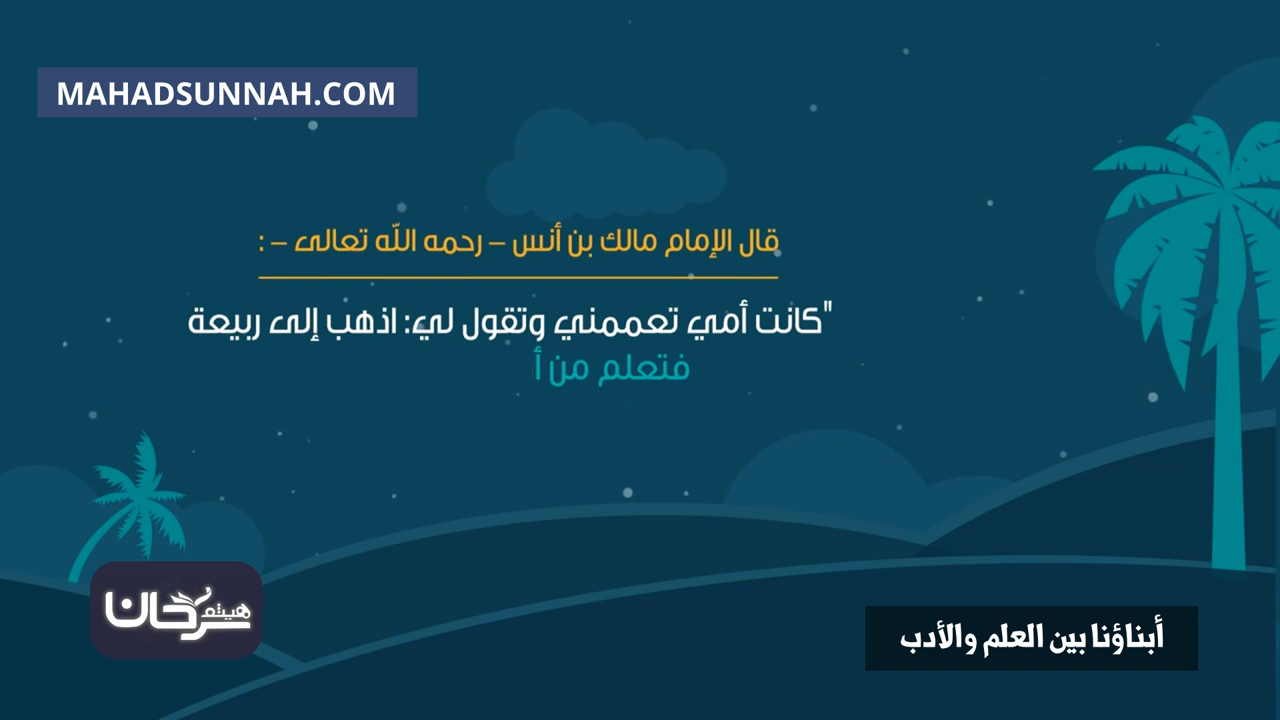 MAHADSUNNAH.COM
قال الإمام مالك بن أنس – رحمه الله تعالى – :
"كانت أمي تعممني وتقول لي: اذهب إلى ربيعة
فتعلم من أ
هيثم سرحان
أبناؤنا بين العلم والأدب